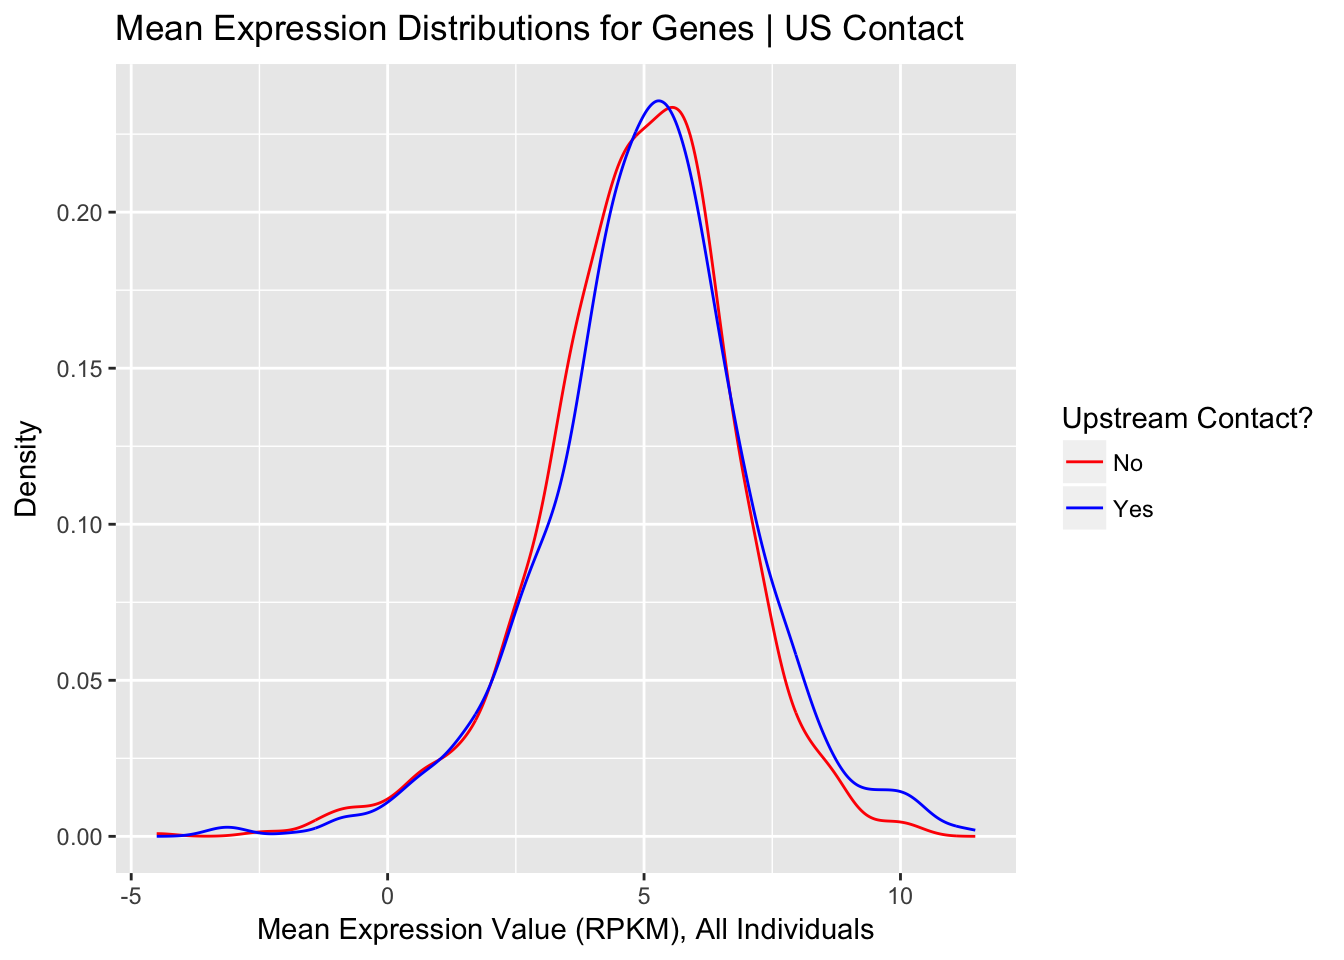 Mean Expression Distributions for Genes | US Contact
Density
0.20
0.15
0.10
0.05
0.00
-5
0
5
10
Mean Expression Value (RPKM), All Individuals
Upstream Contact?
No
Yes